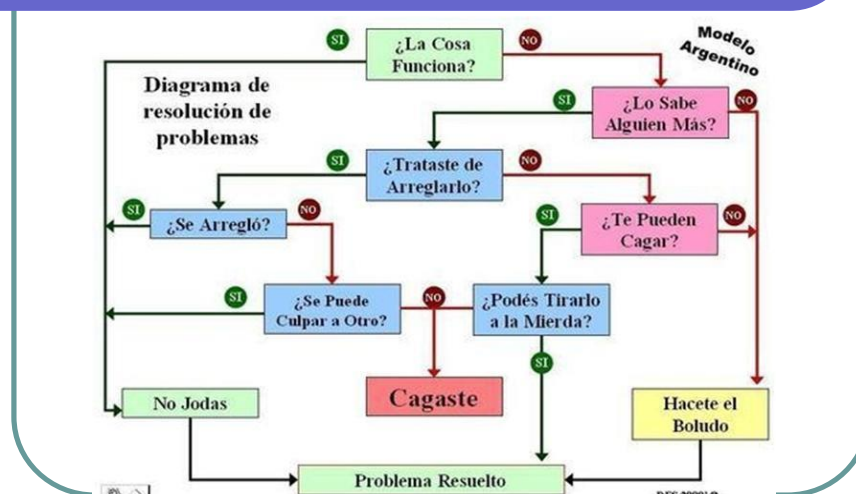 SI
¿La Cosa
Funciona?
NO
Modelo
Argentino
Diagrama de
resolución de
problemas
SI
¿Lo Sabe
Alguien Más?
NO
SI
¿Trataste de
Arreglarlo?
NO
SI
¿Se Arregló?
NO
SI
¿Te Pueden
Cagar?
NO
SI
¿Se Puede
Culpar a Otro?
NO
¿Podés Tirarlo
a la Mierda?
SI
No Jodas
Cagaste
Hacete el
Boludo
Problema Resuelto